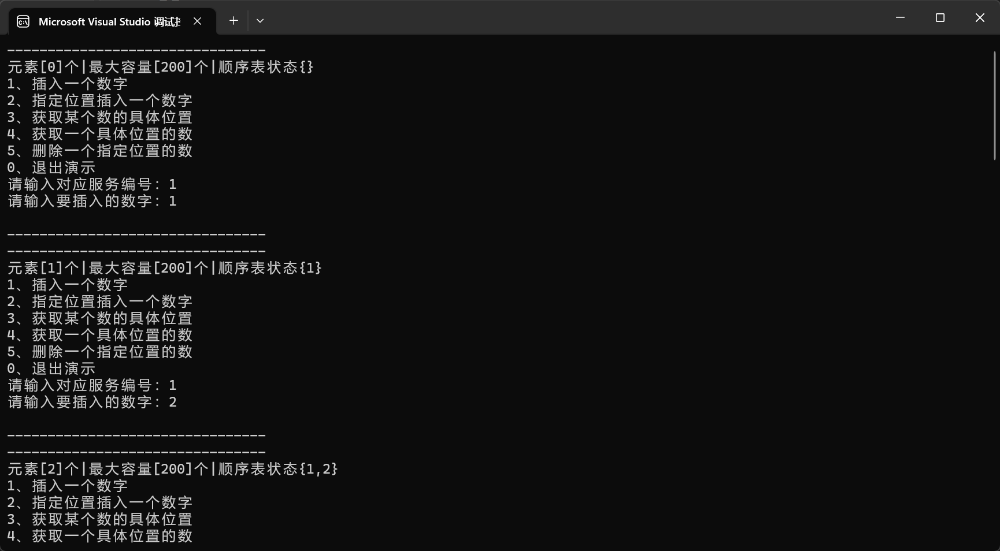 Microsoft Visual Studio 调试
--------------------------------
元素[0]个|最大容量[200]个|顺序表状态{}
1、插入一个数字
2、指定位置插入一个数字
3、获取某个数的具体位置
4、获取一个具体位置的数
5、删除一个指定位置的数
0、退出演示
请输入对应服务编号：1
请输入要插入的数字：1
--------------------------------
--------------------------------
元素[1]个|最大容量[200]个|顺序表状态{1}
1、插入一个数字
2、指定位置插入一个数字
3、获取某个数的具体位置
4、获取一个具体位置的数
5、删除一个指定位置的数
0、退出演示
请输入对应服务编号：1
请输入要插入的数字：2
--------------------------------
--------------------------------
元素[2]个|最大容量[200]个|顺序表状态{1,2}
1、插入一个数字
2、指定位置插入一个数字
3、获取某个数的具体位置
4、获取一个具体位置的数